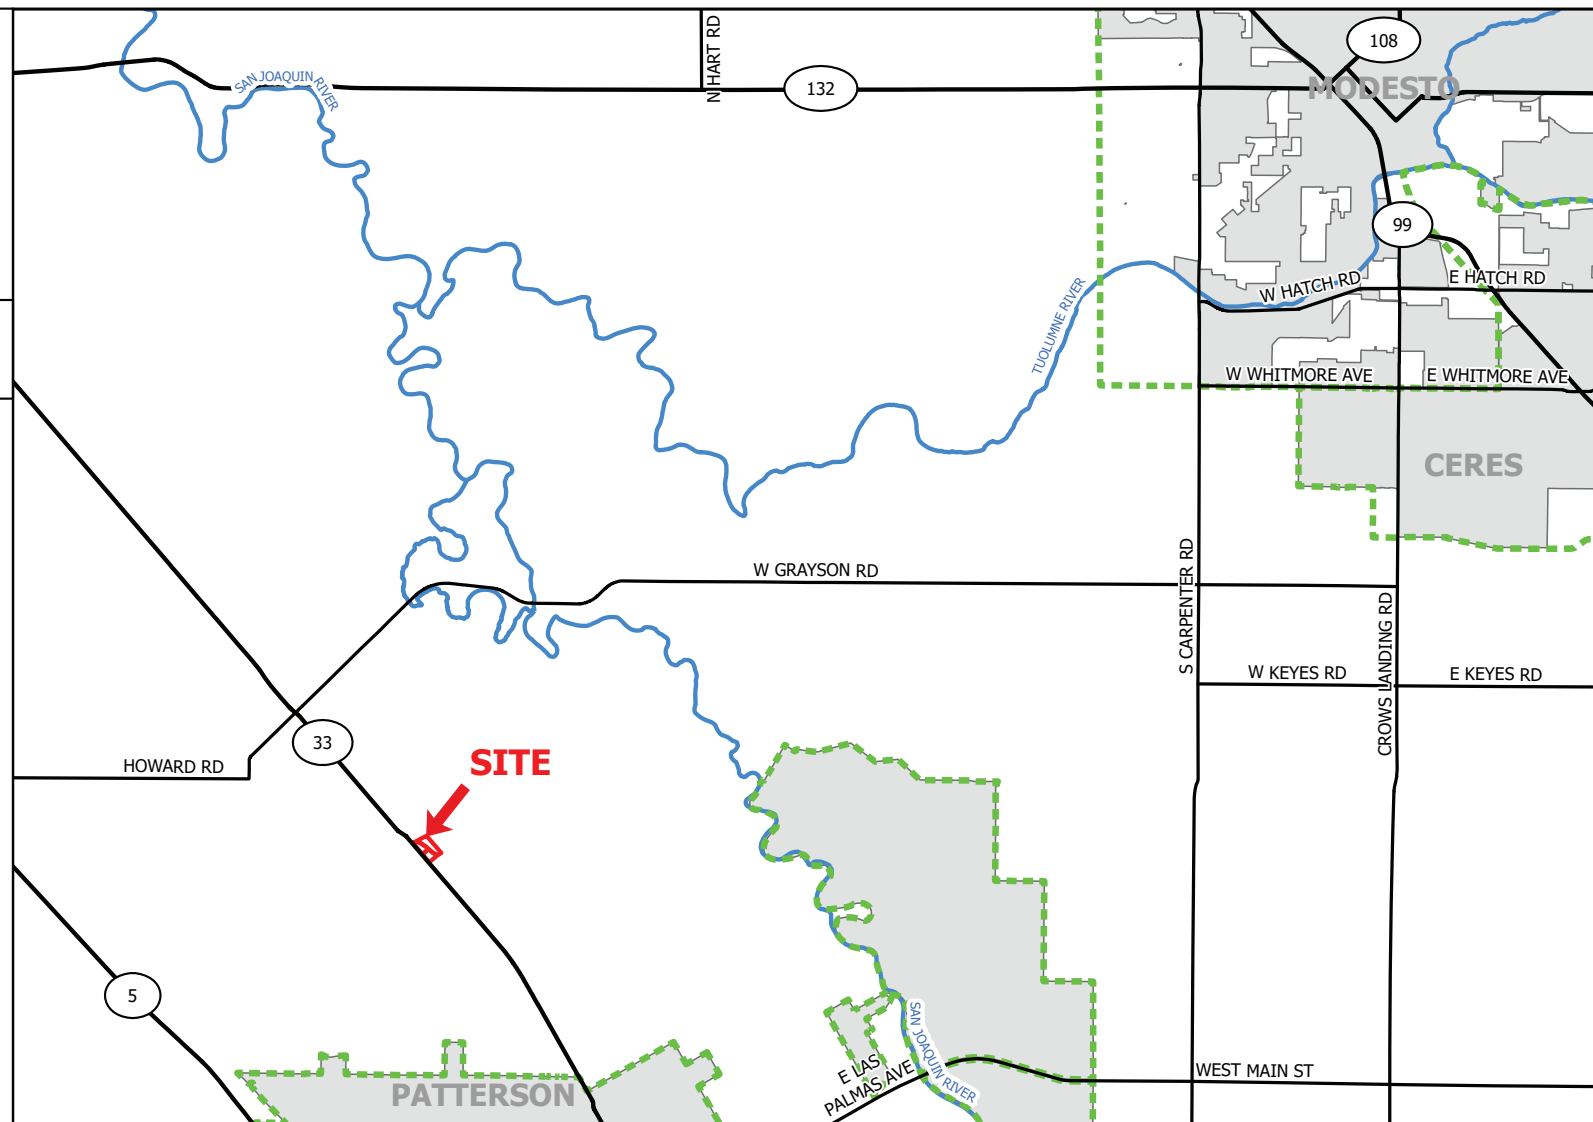 108
N HART RD
SAN JOAQUIN RIVER
132
MODESTO
99
W HATCH RD
E HATCH RD
TUOLUMNE RIVER
W WHITMORE AVE
E WHITMORE AVE
CERES
W GRAYSON RD
S CARPENTER RD
CROWS LANDING RD
W KEYES RD
E KEYES RD
33
SITE
HOWARD RD
5
SAN JOAQUIN RIVER
E LAS
PALMAS AVE
WEST MAIN ST
PATTERSON